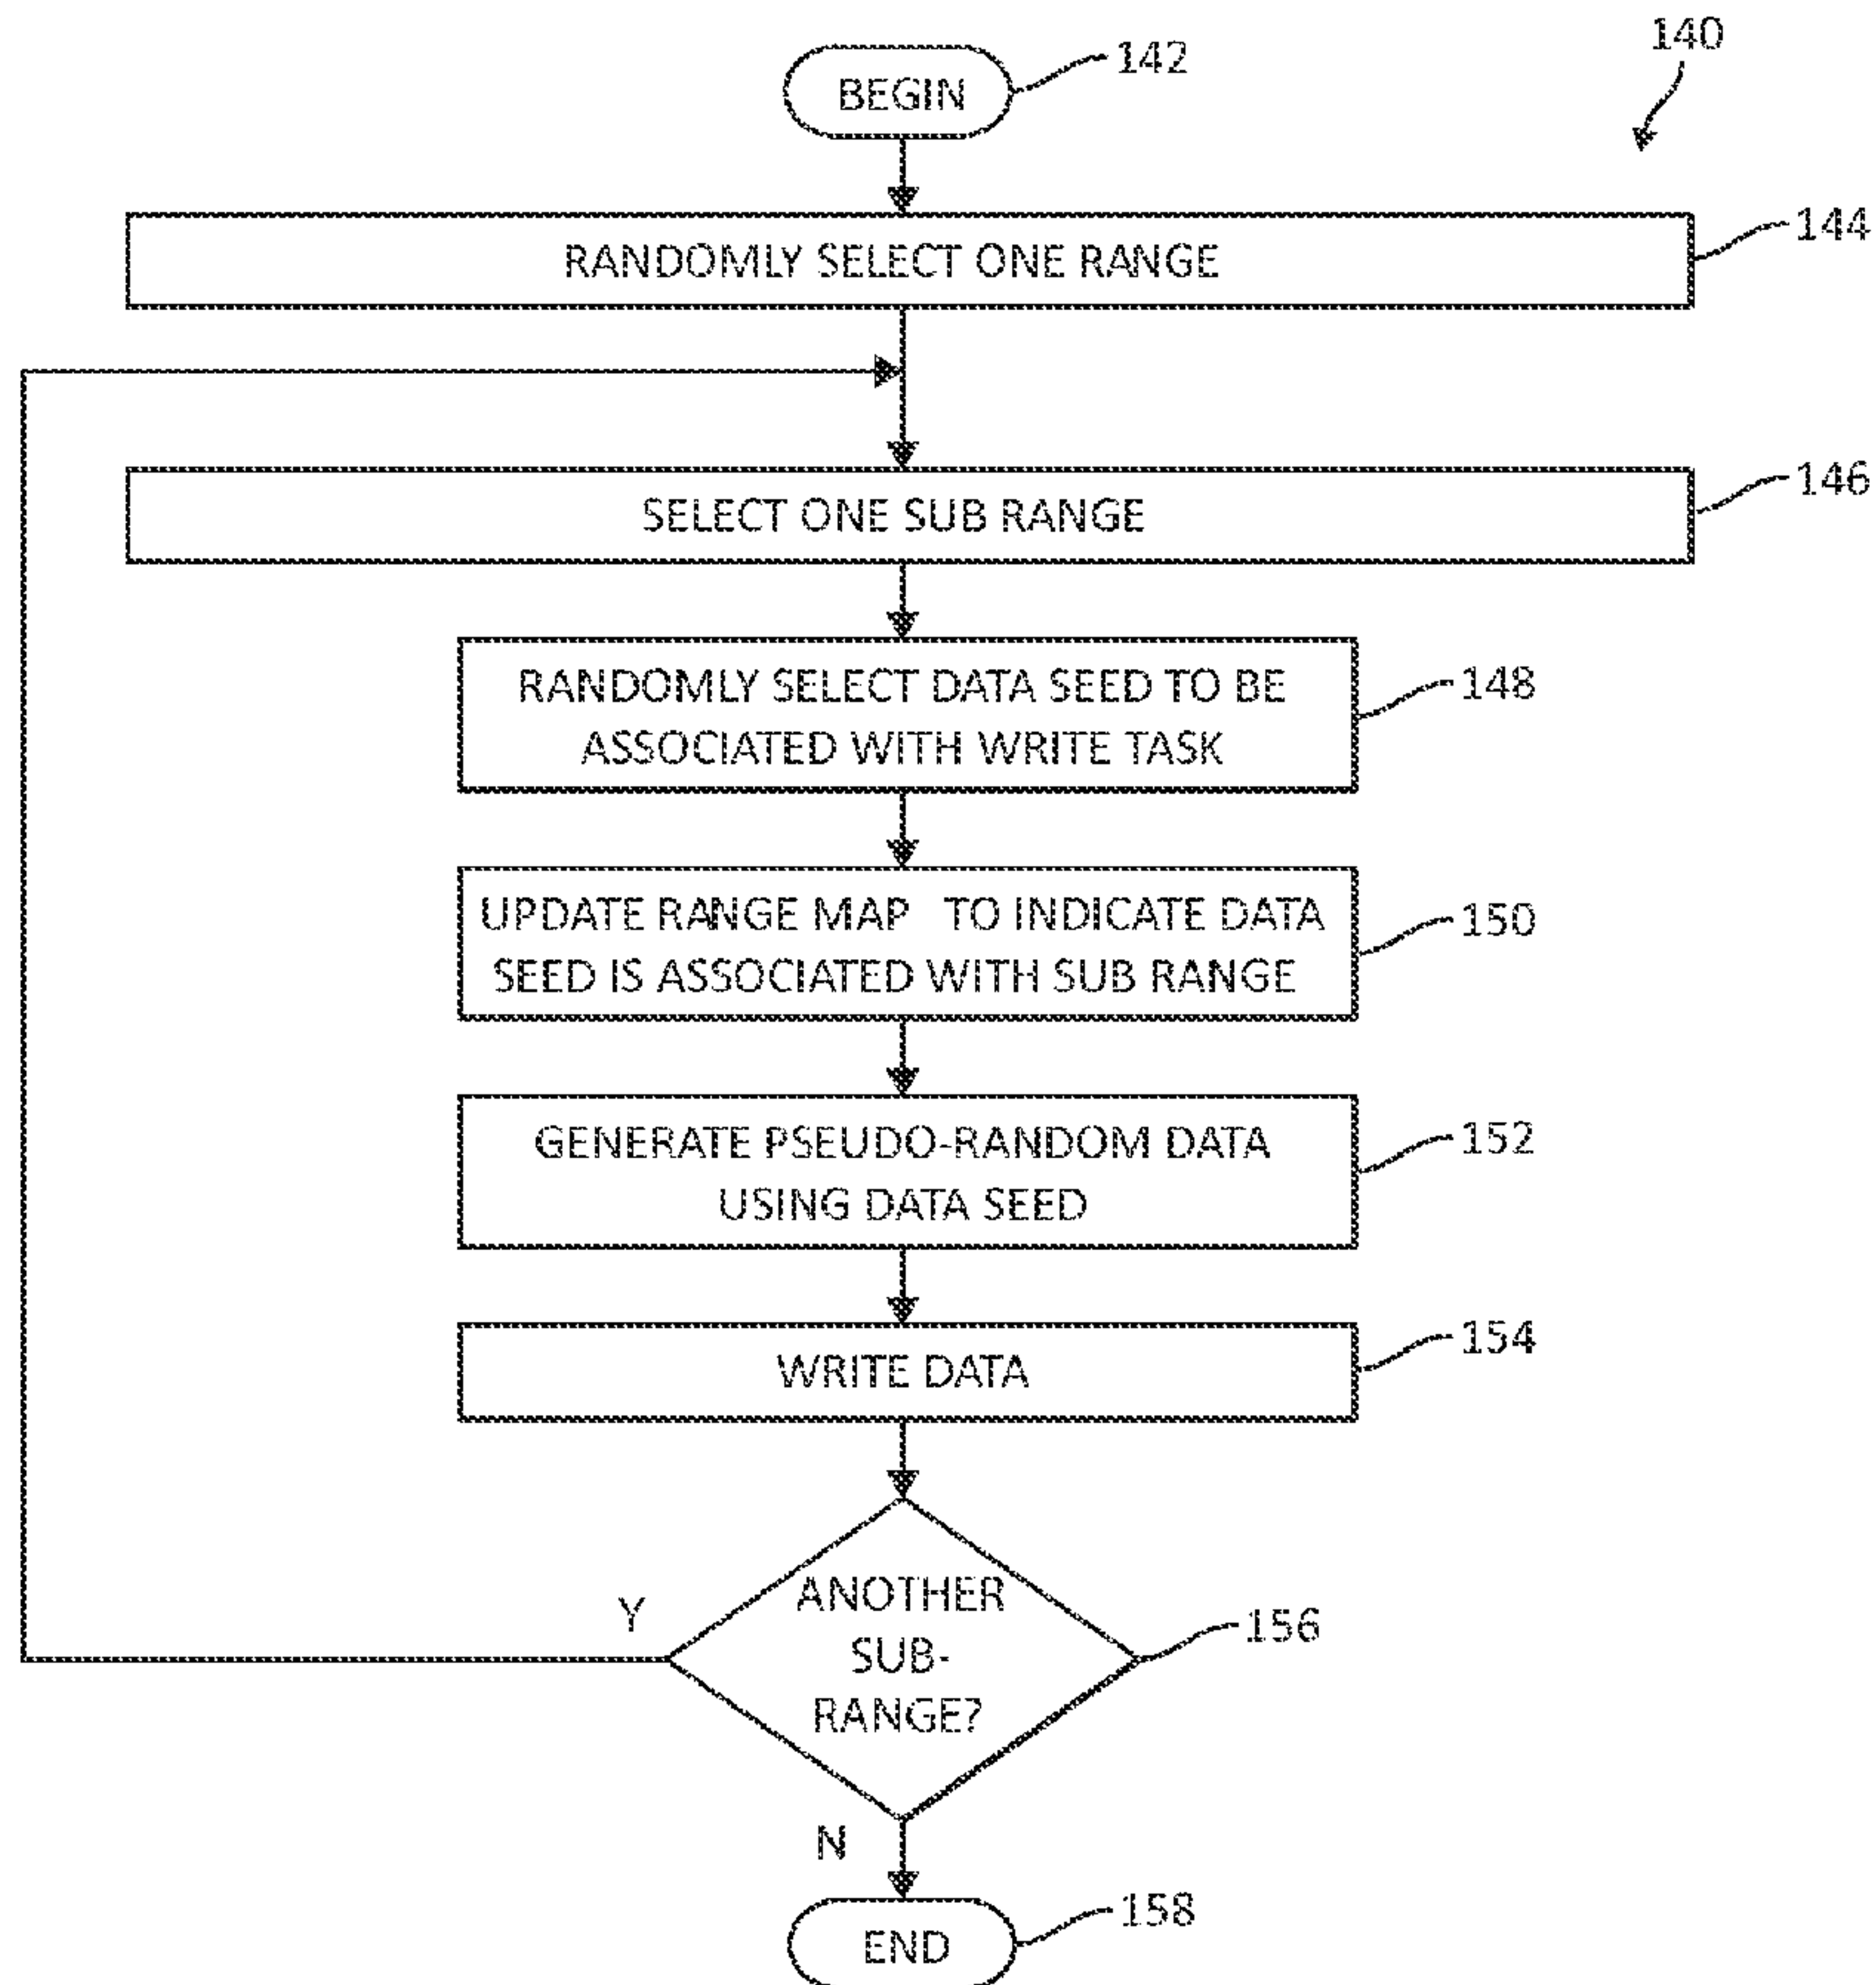 140
BEGIN
142
RANDOMLY SELECT ONE RANGE
144
SELECT ONE SUB RANGE
146
RANDOMLY SELECT DATA SEED TO BE
ASSOCIATED WITH WRITE TASK
148
UPDATE RANGE MAP TO INDICATE DATA
SEED IS ASSOCIATED WITH SUB RANGE
150
GENERATE PSEUDO-RANDOM DATA
USING DATA SEED
152
WRITE DATA
154
ANOTHER
SUB-
RANGE?
156
Y
N
END
158